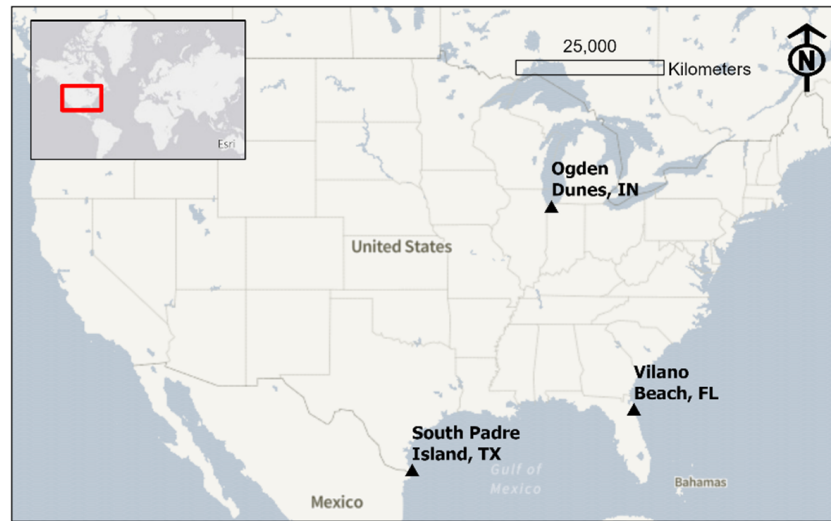 25,000
Kilometers
N
Esri
Ogden
Dunes, IN
United States
Vilano
Beach, FL
South Padre
Island, TX
Gulf of
Mexico
Bahamas
Mexico